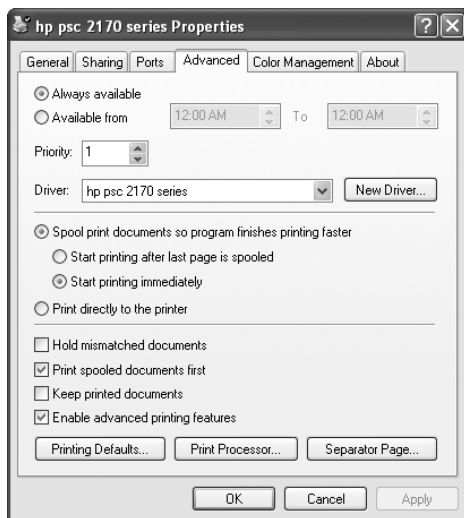 hp psc 2170 series Properties
General Sharing Ports Advanced Color Management About
Always available
Available from 12:00 AM To 12:00 AM
Priority: 1
Driver: hp psc 2170 series New Driver...
Spool print documents so program finishes printing faster
Start printing after last page is spooled
Start printing immediately
Print directly to the printer
Hold mismatched documents
Print spooled documents first
Keep printed documents
Enable advanced printing features
Printing Defaults... Print Processor... Separator Page...
OK Cancel Apply